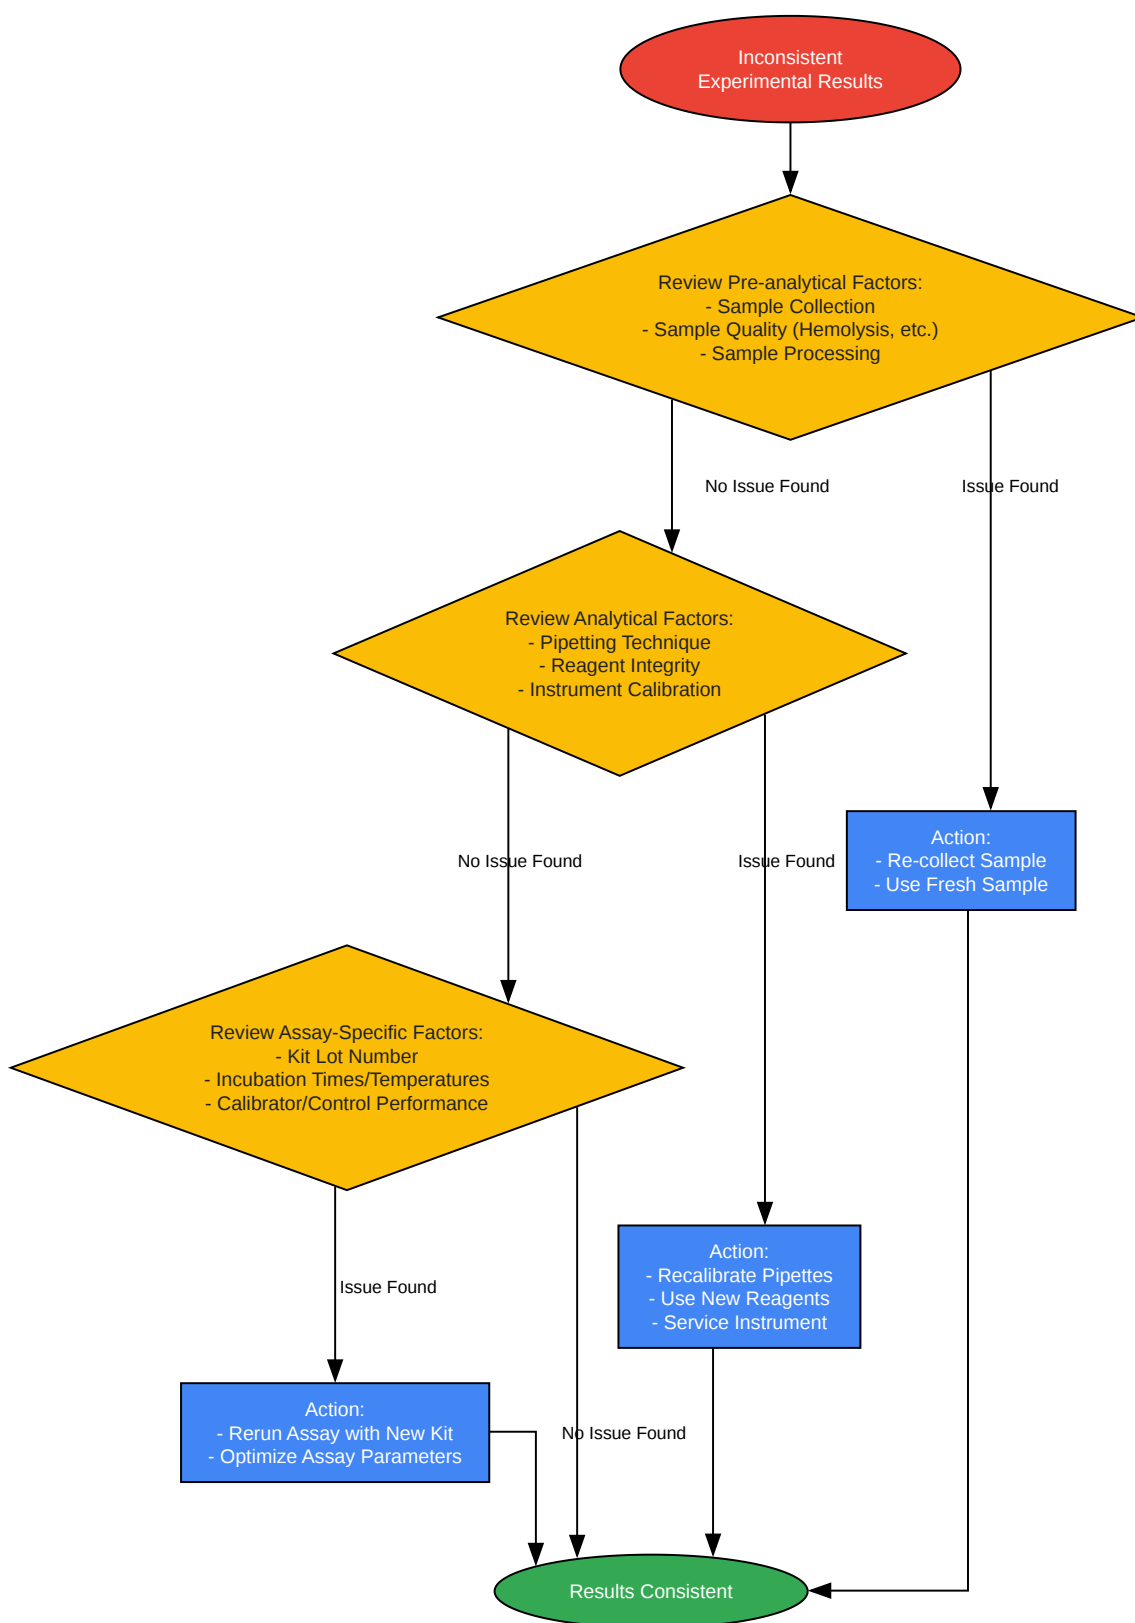 Inconsistent
Experimental Results
Review Pre-analytical Factors:
- Sample Collection
- Sample Quality (Hemolysis, etc.)
- Sample Processing
No Issue Found
Issue Found
Review Analytical Factors:
- Pipetting Technique
- Reagent Integrity
- Instrument Calibration
No Issue Found
Issue Found
Action:
- Re-collect Sample
- Use Fresh Sample
Review Assay-Specific Factors:
- Kit Lot Number
- Incubation Times/Temperatures
- Calibrator/Control Performance
Issue Found
Action:
- Recalibrate Pipettes
- Use New Reagents
- Service Instrument
Action:
- Rerun Assay with New Kit
- Optimize Assay Parameters
No Issue Found
Results Consistent